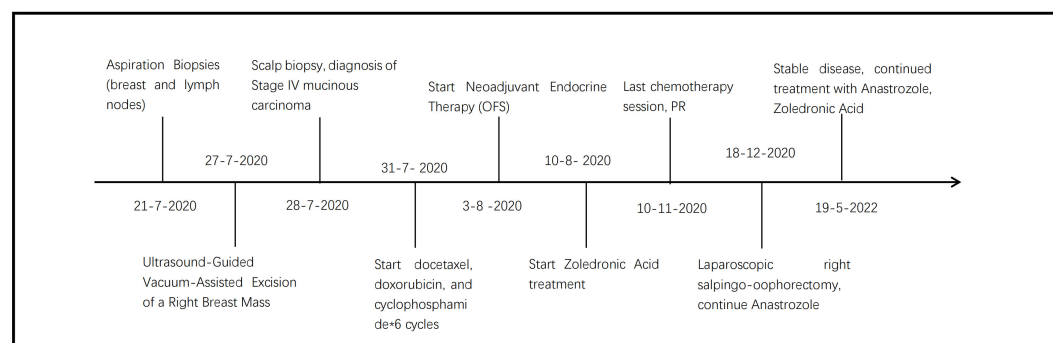 Aspiration Biopsies
(breast and lymph
nodes)
Scalp biopsy, diagnosis of
Stage IV mucinous
carcinoma
Start Neoadjuvant Endocrine
Therapy (OFS)
Last chemotherapy
session, PR
Stable disease, continued
treatment with Anastrozole,
Zoledronic Acid
27-7-2020
31-7- 2020
10-8- 2020
18-12-2020
21-7-2020
28-7-2020
3-8 -2020
10-11-2020
19-5-2022
Ultrasound-Guided
Vacuum-Assisted Excision
of a Right Breast Mass
Start docetaxel,
doxorubicin, and
cyclophosphami
de*6 cycles
Start Zoledronic Acid
treatment
Laparoscopic right
salpingo-oophorectomy,
continue Anastrozole